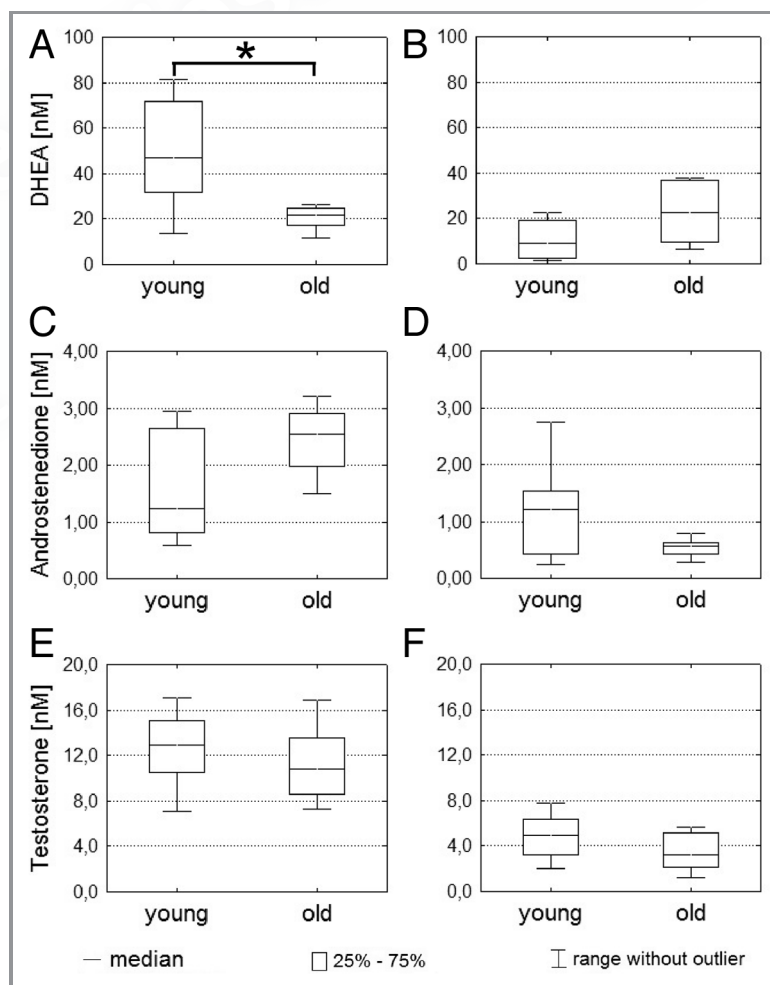 A
*
DHEA [nM]
100
80
60
40
20
0
young old
B
100
80
60
40
20
0
young old
C
Androstenedione [nM]
4,00
3,00
2,00
1,00
0,00
young old
D
4,00
3,00
2,00
1,00
0,00
young old
E
Testosterone [nM]
20,0
16,0
12,0
8,0
4,0
0,0
young old
F
20,0
16,0
12,0
8,0
4,0
0,0
young old
median 25% - 75% range without outlier